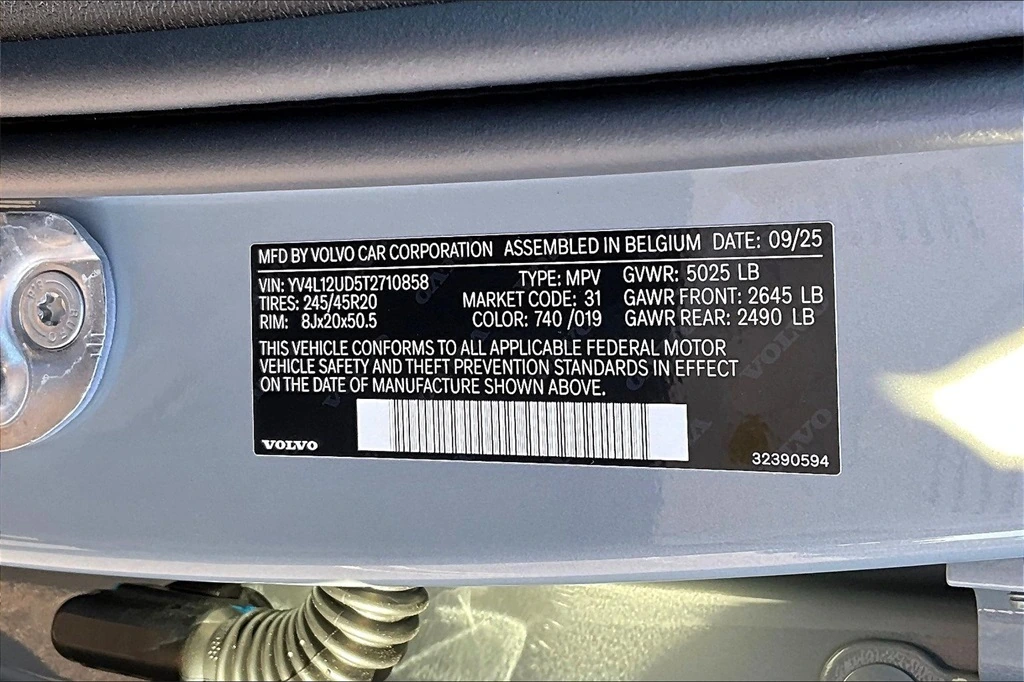 MFD BY VOLVO CAR CORPORATION ASSEMBLED IN BELGIUM DATE: 09/25
VIN: YV4L12UD5T2710858 TYPE: MPV GVWR: 5025 LB
TIRES: 245/45R20 MARKET CODE: 31 GAWR FRONT: 2645 LB
RIM: 8Jx20x50.5 COLOR: 740 /019 GAWR REAR: 2490 LB
THIS VEHICLE CONFORMS TO ALL APPLICABLE FEDERAL MOTOR
VEHICLE SAFETY AND THEFT PREVENTION STANDARDS IN EFFECT
ON THE DATE OF MANUFACTURE SHOWN ABOVE.
VOLVO
32390594